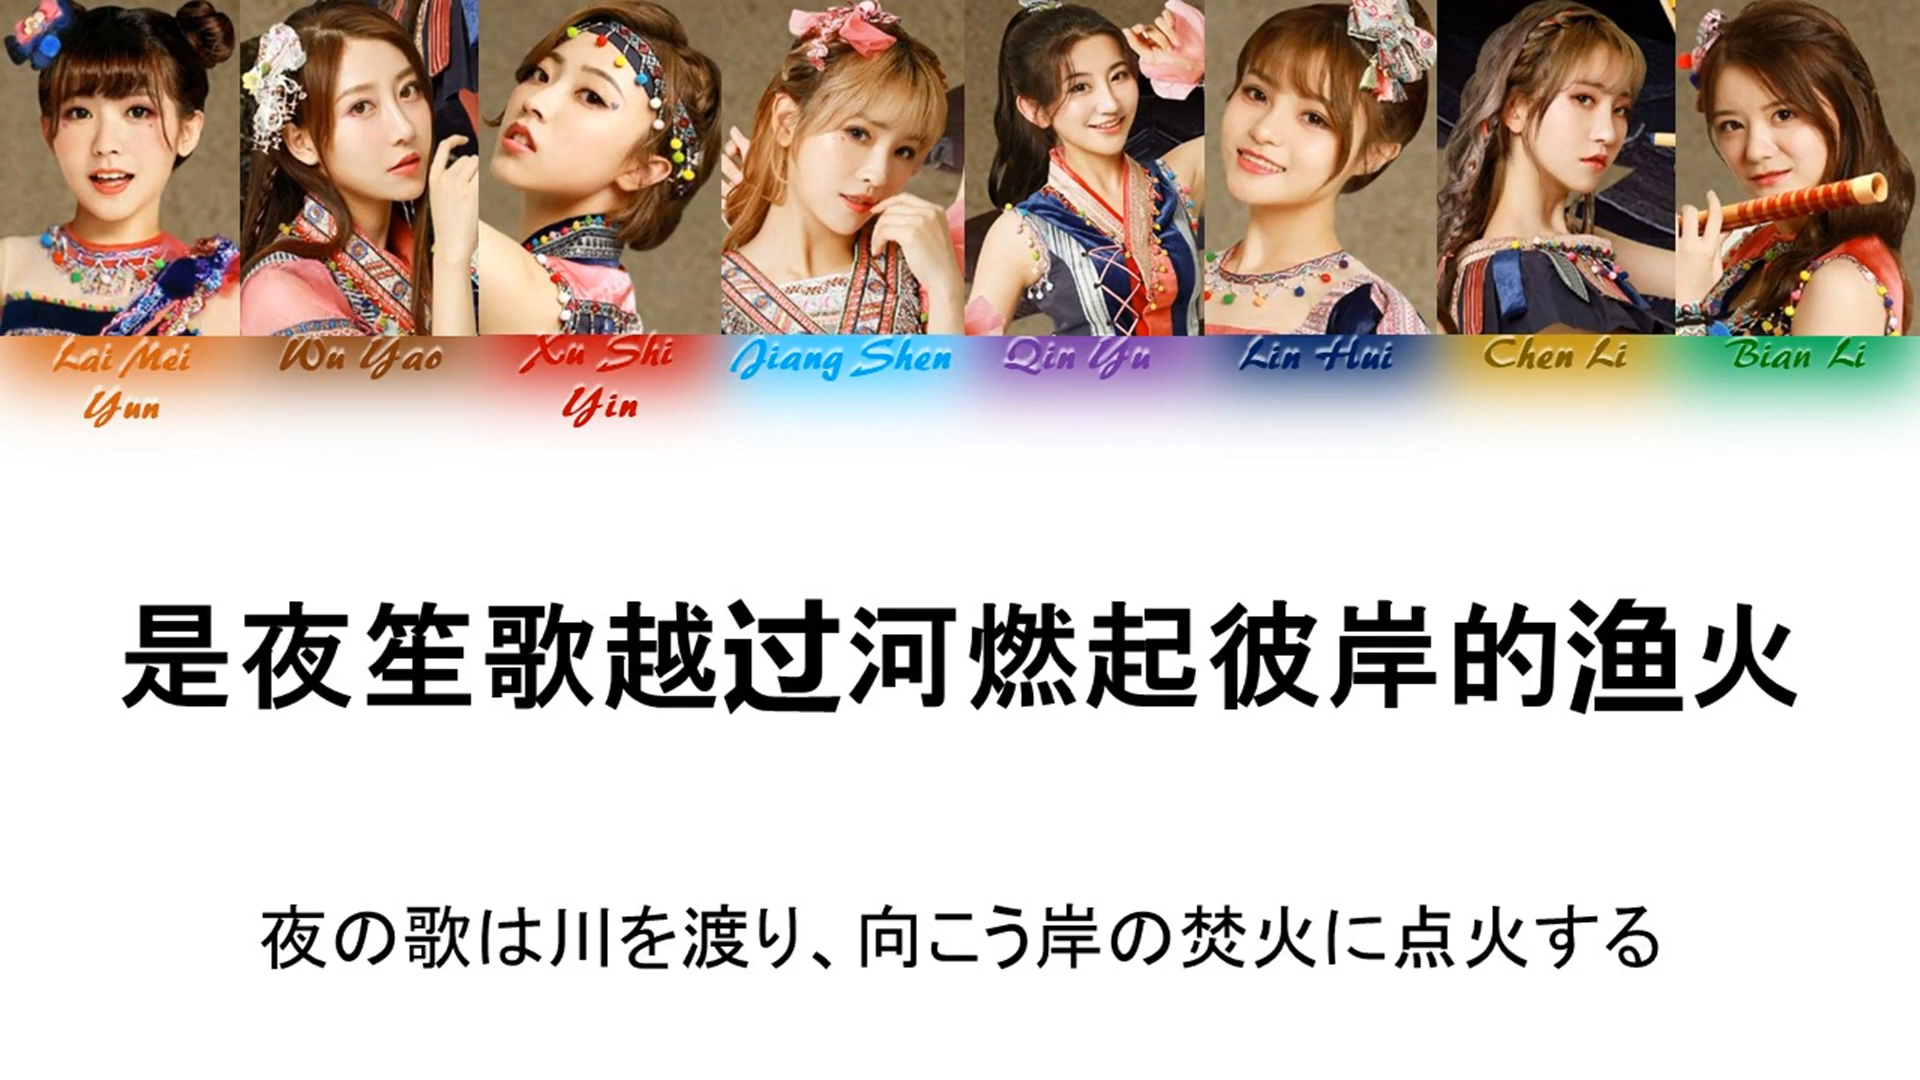 Lai Mei Yun
Wu Yao
Xu Shi Yin
Jiang Shen
Qin Yu
Lin Hui
Chen Li
Bian Li
是夜笙歌越过河燃起彼岸的渔火
夜の歌は川を渡り、向こう岸の焚火に点火する